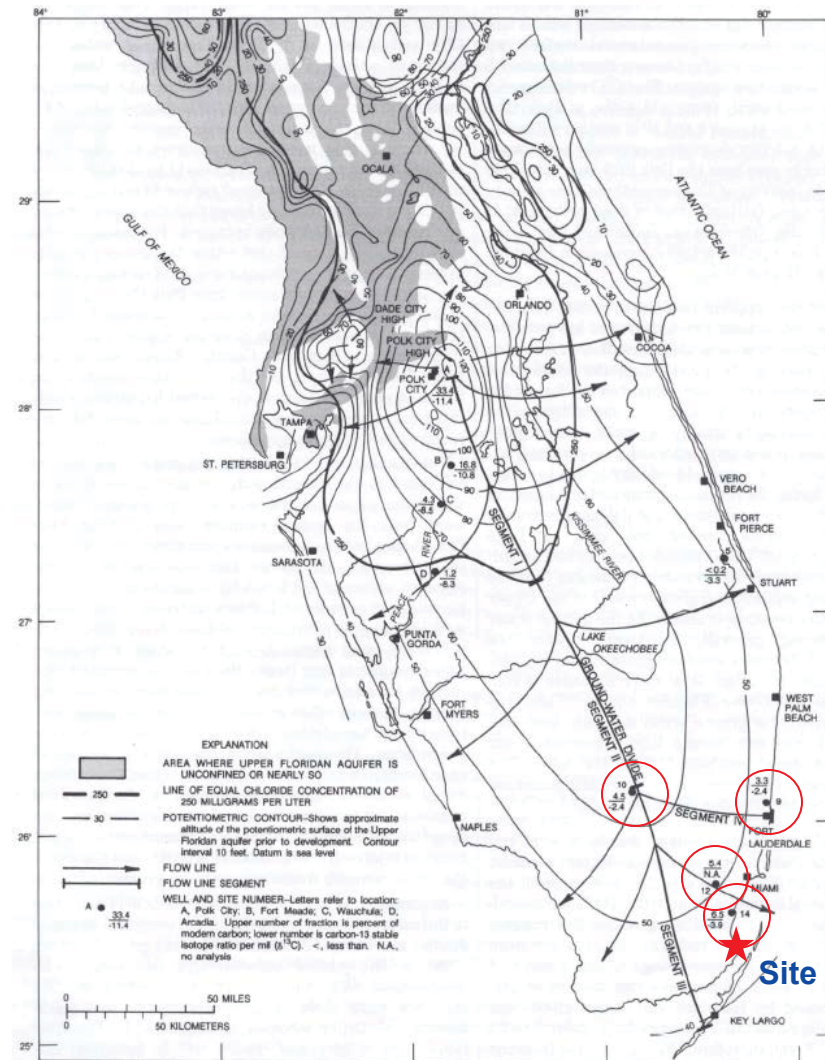 84°
83
82
81
80
29
28
27
26
25°
GULF OF MEXICO
ATLANTIC OCEAN
OCALA
ORLANDO
DADE CITY
HIGH
POLK CITY
HIGH
COCOA
A
POLK
CITY
33.4
-11.4
TAMPA
ST. PETERSBURG
B
16.8
-10.8
4.3
-8.5
C
VERO
BEACH
FORT
PIERCE
SEGMENT I
KISSIMMEE RIVER
SARASOTA
PEACE
RIVER
D
1.2
-8.3
5
<0.2
-3.3
STUART
PUNTA
GORDA
LAKE
OKEECHOBEE
GROUND-WATER DIVIDE
SEGMENT II
FORT
MYERS
WEST
PALM
BEACH
10
4.5
-2.4
3.3
-2.4
9
SEGMENT IV
FORT
LAUDERDALE
NAPLES
5.4
N.A.
12
MIAMI
6.5
-3.9
14
Site
SEGMENT III
KEY LARGO
EXPLANATION
AREA WHERE UPPER FLORIDAN AQUIFER IS
UNCONFINED OR NEARLY SO
250
LINE OF EQUAL CHLORIDE CONCENTRATION OF
250 MILLIGRAMS PER LITER
30
POTENTIOMETRIC CONTOUR—Shows approximate
altitude of the potentiometric surface of the Upper
Floridan aquifer prior to development. Contour
interval 10 feet. Datum is sea level
FLOW LINE
FLOW LINE SEGMENT
A
33.4
-11.4
WELL AND SITE NUMBER—Letters refer to location:
A, Polk City; B, Fort Meade; C, Wauchula; D,
Arcadia. Upper number of fraction is percent of
modern carbon; lower number is carbon-13 stable
isotope ratio per mil (δ¹³C). <, less than. N.A.,
no analysis
0
50 MILES
0
50 KILOMETERS